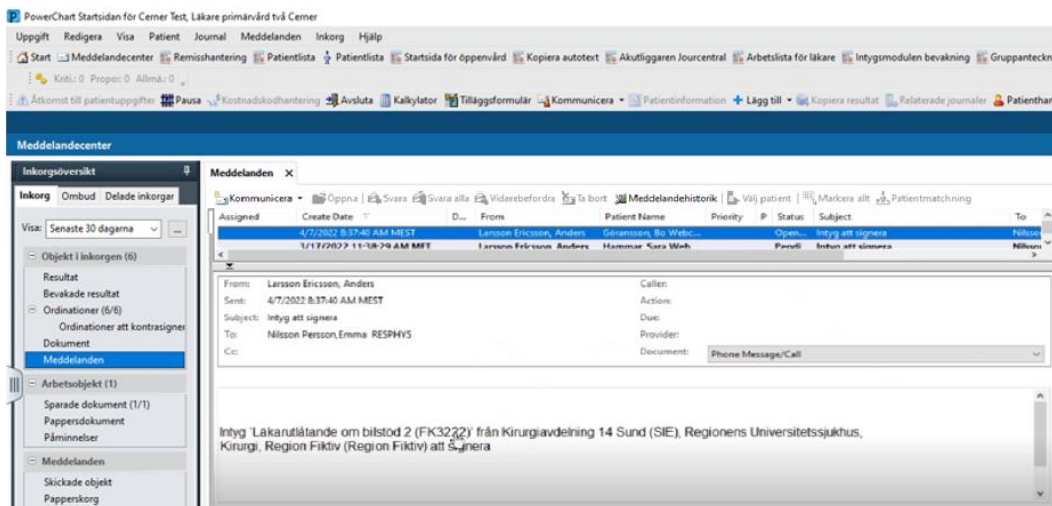 PowerChart Startsidan för Cerner Test, Läkare primärvård två Cerner
Uppgift Redigera Visa Patient Journal Meddelanden Inkorg Hjälp
Start Meddelandecenter Remisshantering Patientlista Patientlista Startsida för öppenvård Kopiera autotext Akutliggaren Jourcentral Arbetslista för läkare Intygsmodulen bevakning Gruppanteckn
Kriti.: 0 Propo: 0 Allmä.: 0
Åtkomst till patientuppgifter Pausa Kostnadskodhantering Avsluta Kalkylator Tilläggsformulär Kommunicera Patientinformation Lägg till Kopiera resultat Relaterade journaler Patienthan
Meddelandecenter
Inkorgsöversikt
Inkorg Ombud Delade inkorgar
Visa: Senaste 30 dagarna ...
Objekt i inkorgen (6)
Resultat
Bevakade resultat
Ordinationer (6/6)
Ordinationer att kontrasigner
Dokument
Meddelanden
Arbetsobjekt (1)
Sparade dokument (1/1)
Pappersdokument
Påminnelser
Meddelanden
Skickade objekt
Papperskorg
Meddelanden X
Kommunicera Öppna Svara Svara alla Vidarebefordra Ta bort Meddelandehistorik Välj patient Markera allt Patientmatchning
Assigned Create Date D... From Patient Name Priority P Status Subject To
4/7/2022 8:37:40 AM MEST Larsson Ericsson, Anders Göransson, Bo Webc... Open... Intyg att signera Nilsson
3/17/2022 11:38:29 AM MET Larsson Ericsson, Anders Hammar, Sara Web Pendi Intyg att signera Nilsson
From: Larsson Ericsson, Anders Caller:
Sent: 4/7/2022 8:37:40 AM MEST Action:
Subject: Intyg att signera Due:
To: Nilsson Persson, Emma RESPHYS Provider:
Cc: Document: Phone Message/Call
Intyg 'Läkarutlåtande om bilstöd 2 (FK3222)' från Kirurgiavdelning 14 Sund (SIE), Regionens Universitetssjukhus,
Kirurgi, Region Fiktiv (Region Fiktiv) att signera